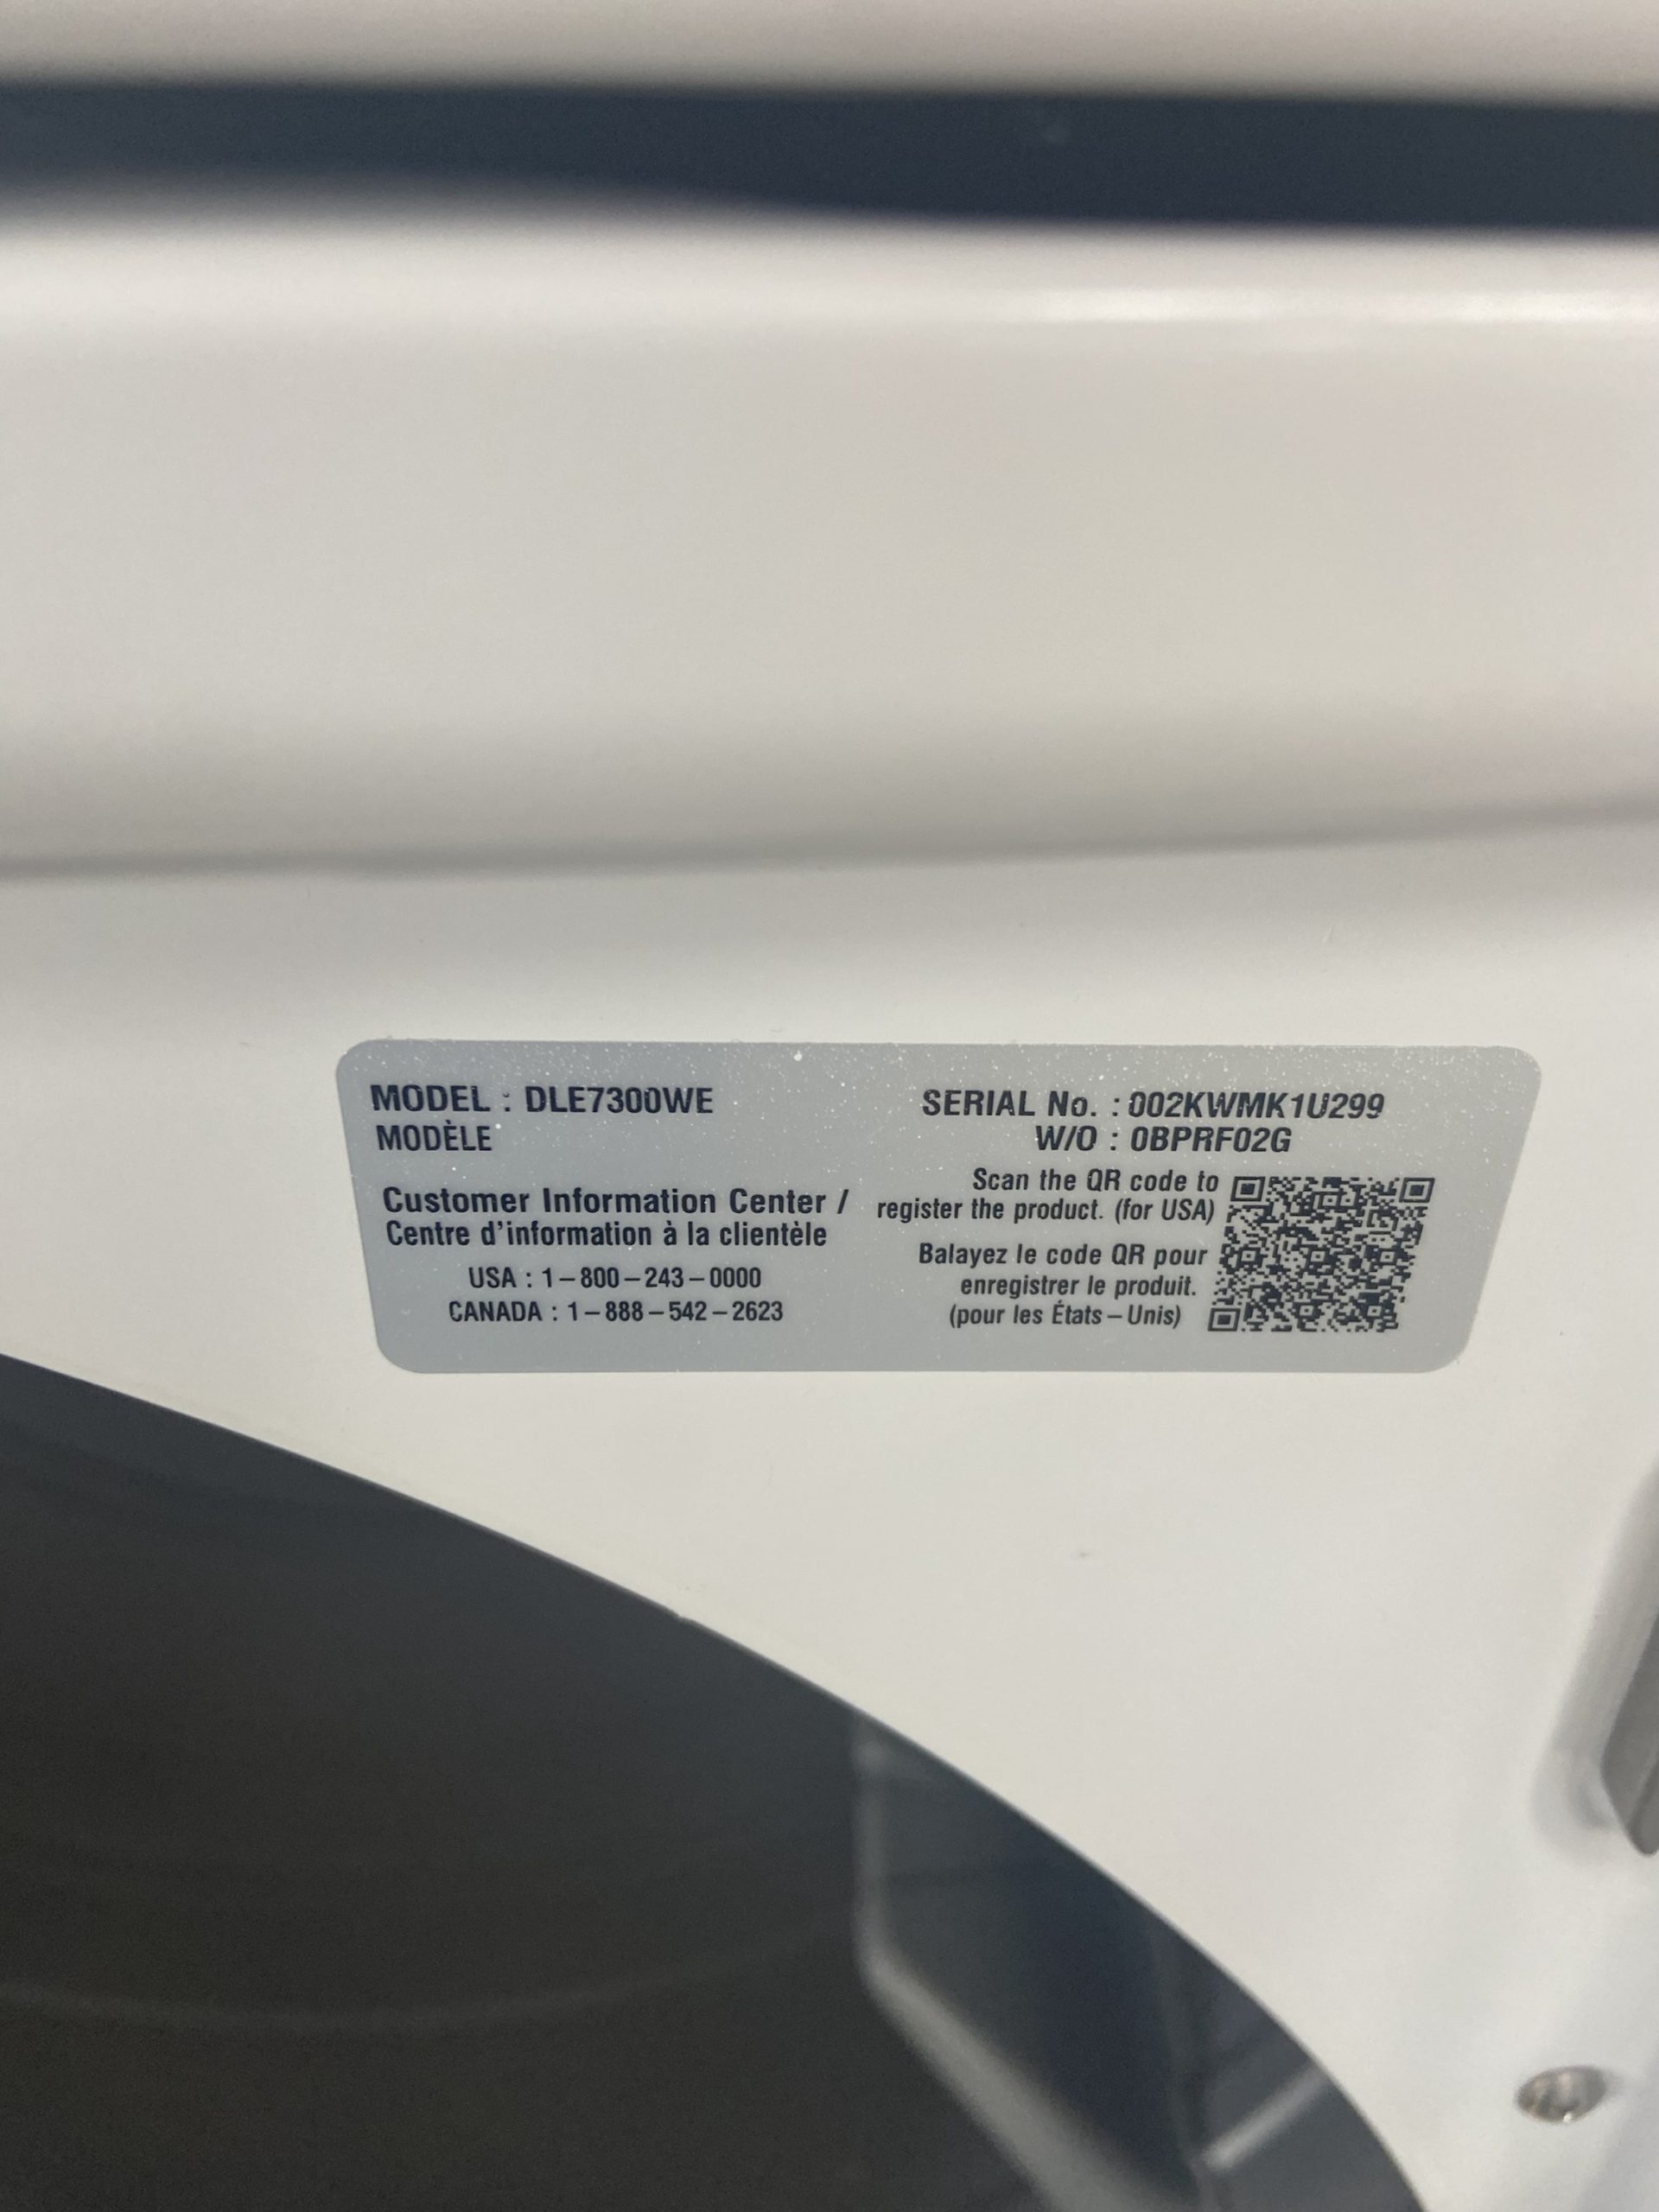 MODEL : DLE7300WE
MODÈLE
Customer Information Center /
Centre d'information à la clientèle
USA : 1–800–243–0000
CANADA : 1–888–542–2623
SERIAL No. : 002KWMK1U299
W/O : 0BPRF02G
Scan the QR code to
register the product. (for USA)
Balayez le code QR pour
enregistrer le produit.
(pour les États–Unis)